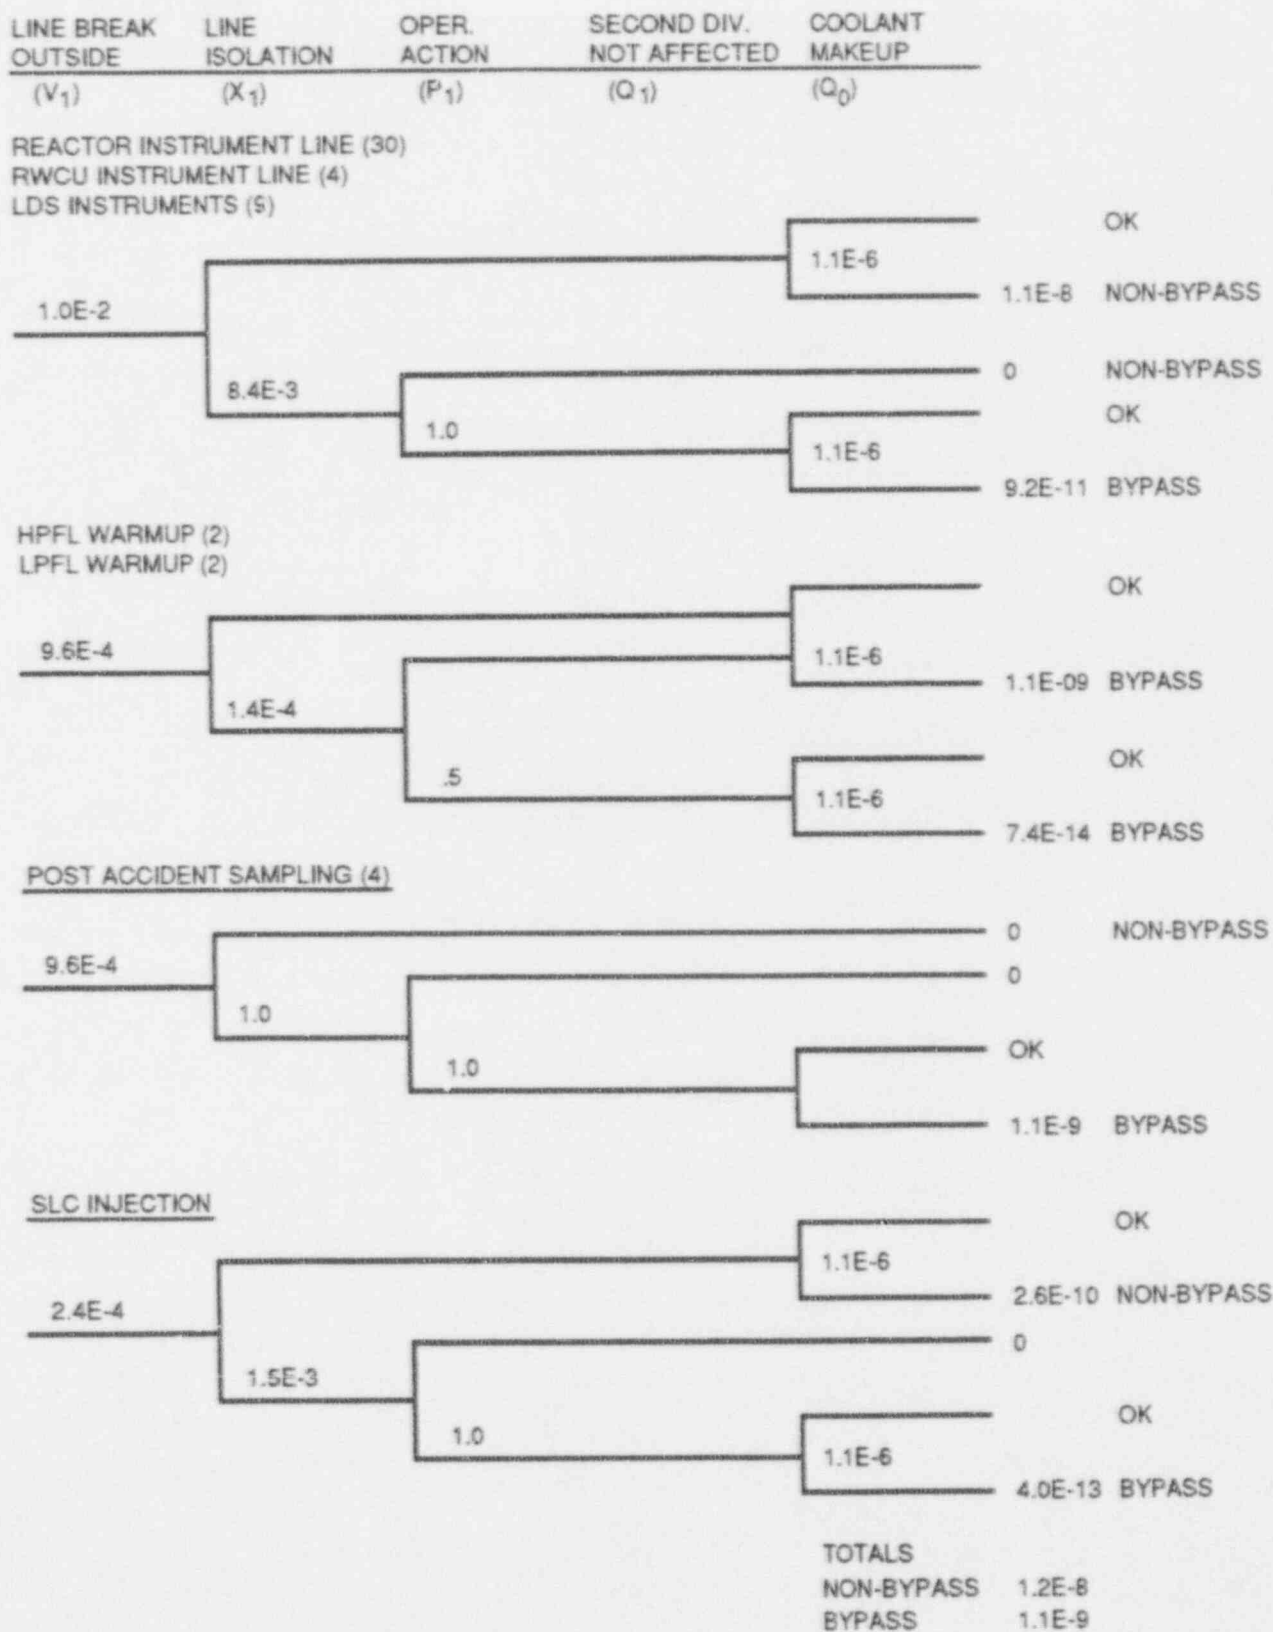 LINE BREAK OUTSIDE LINE ISOLATION OPER. ACTION SECOND DIV. NOT AFFECTED COOLANT MAKEUP
(V1) (X1) (P1) (Q1) (Q0)
REACTOR INSTRUMENT LINE (30)
RWCU INSTRUMENT LINE (4)
LDS INSTRUMENTS (9)
OK
1.1E-6
1.1E-8 NON-BYPASS
1.0E-2
0 NON-BYPASS
8.4E-3
OK
1.0
1.1E-6
9.2E-11 BYPASS
HPFL WARMUP (2)
LPFL WARMUP (2)
OK
9.6E-4
1.1E-6
1.1E-09 BYPASS
1.4E-4
OK
.5
1.1E-6
7.4E-14 BYPASS
POST ACCIDENT SAMPLING (4)
0 NON-BYPASS
9.6E-4
0
1.0
OK
1.0
1.1E-9 BYPASS
SLC INJECTION
OK
1.1E-6
2.6E-10 NON-BYPASS
2.4E-4
0
1.5E-3
OK
1.0
1.1E-6
4.0E-13 BYPASS
TOTALS
NON-BYPASS 1.2E-8
BYPASS 1.1E-9